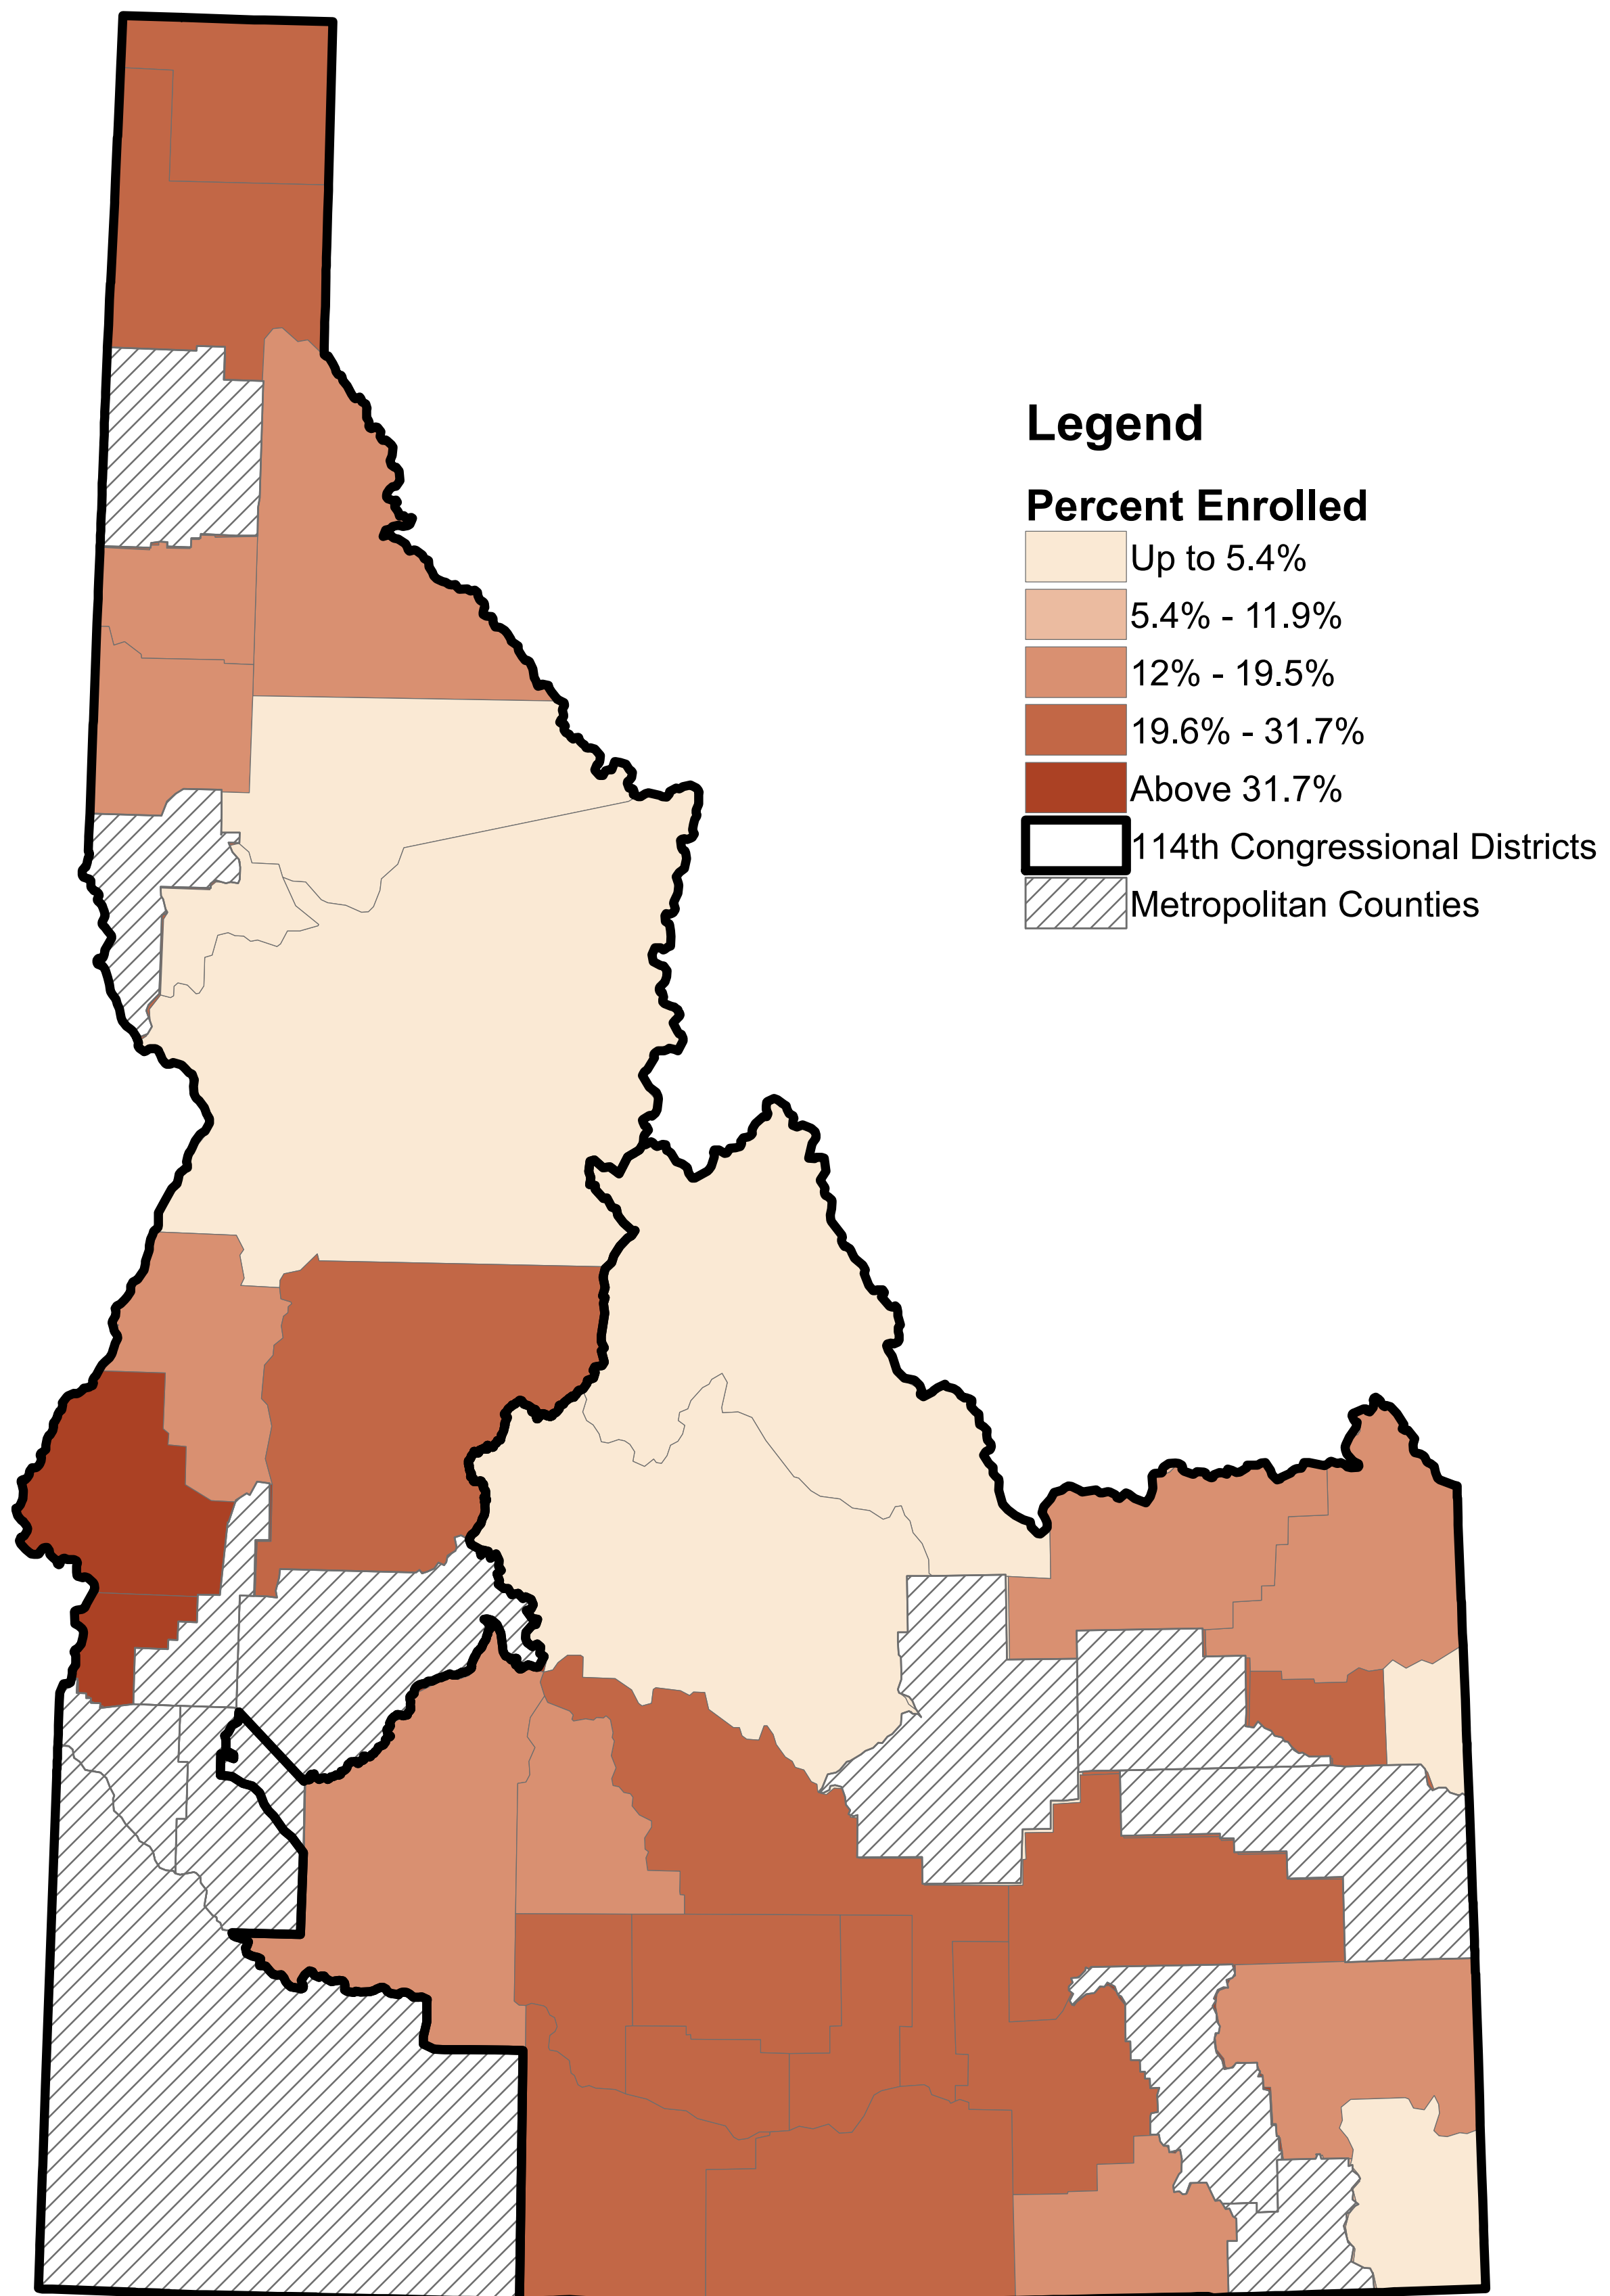 Legend
Percent Enrolled
Up to 5.4%
5.4% - 11.9%
12% - 19.5%
19.6% - 31.7%
Above 31.7%
114th Congressional Districts
Metropolitan Counties